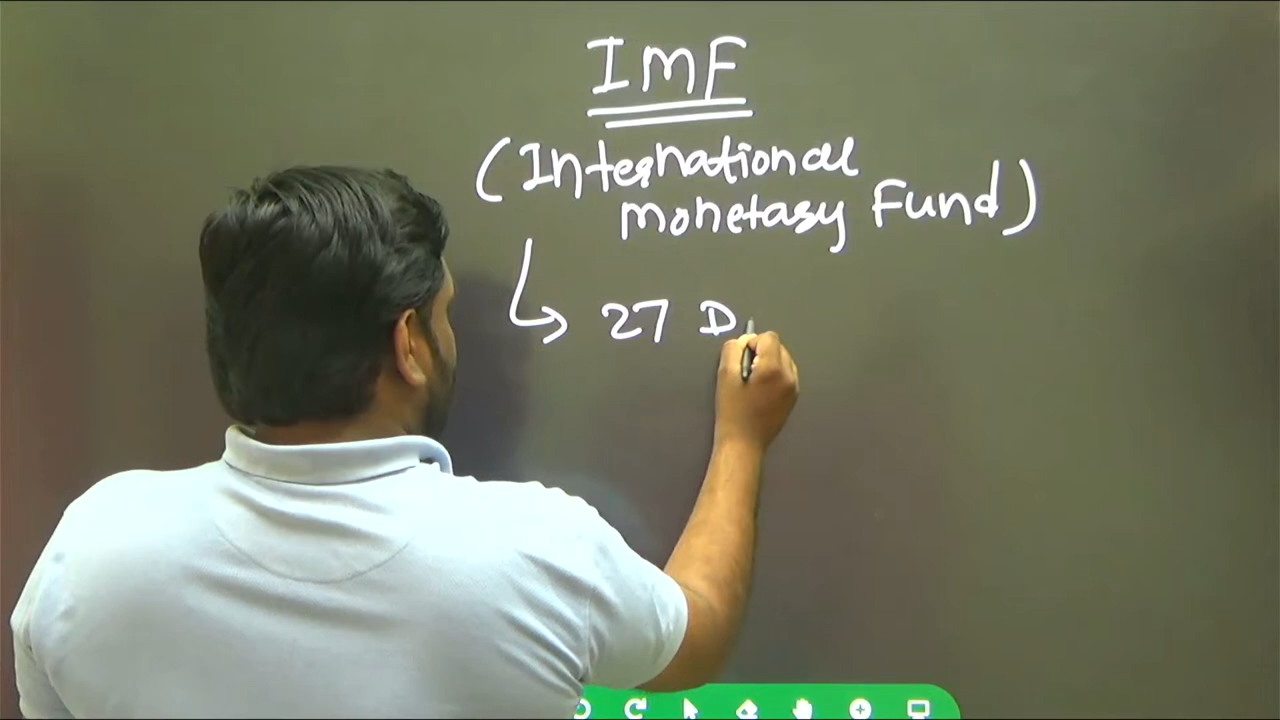 IMF
(International
monetary Fund)
↳ 27 D